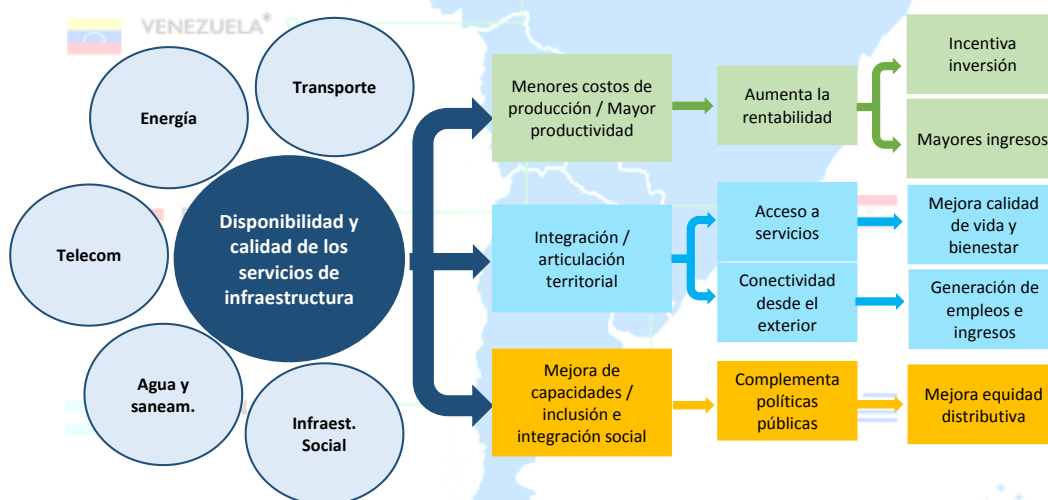 VENEZUELA*
Transporte
Energía
Telecom
Agua y
saneam.
Infraest.
Social
Disponibilidad y
calidad de los
servicios de
infraestructura
Menores costos de
producción / Mayor
productividad
Aumenta la
rentabilidad
Incentiva
inversión
Mayores ingresos
Integración /
articulación
territorial
Acceso a
servicios
Mejora calidad
de vida y
bienestar
Conectividad
desde el
exterior
Generación de
empleos e
ingresos
Mejora de
capacidades /
inclusión e
integración social
Complementa
políticas
públicas
Mejora equidad
distributiva